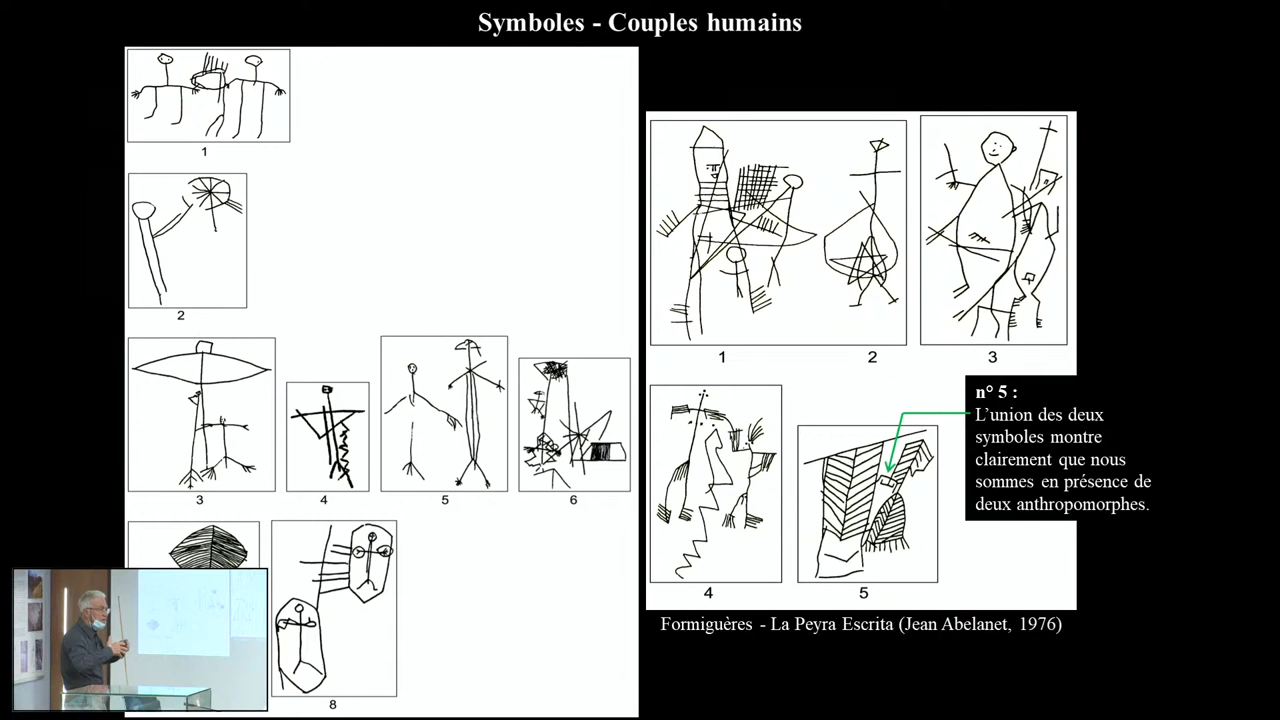 Symboles - Couples humains
1
2
3
4
5
6
8
1
2
3
4
5
n° 5 :
L'union des deux
symboles montre
clairement que nous
sommes en présence de
deux anthropomorphes.
Formiguères - La Peyra Escrita (Jean Abelanet, 1976)